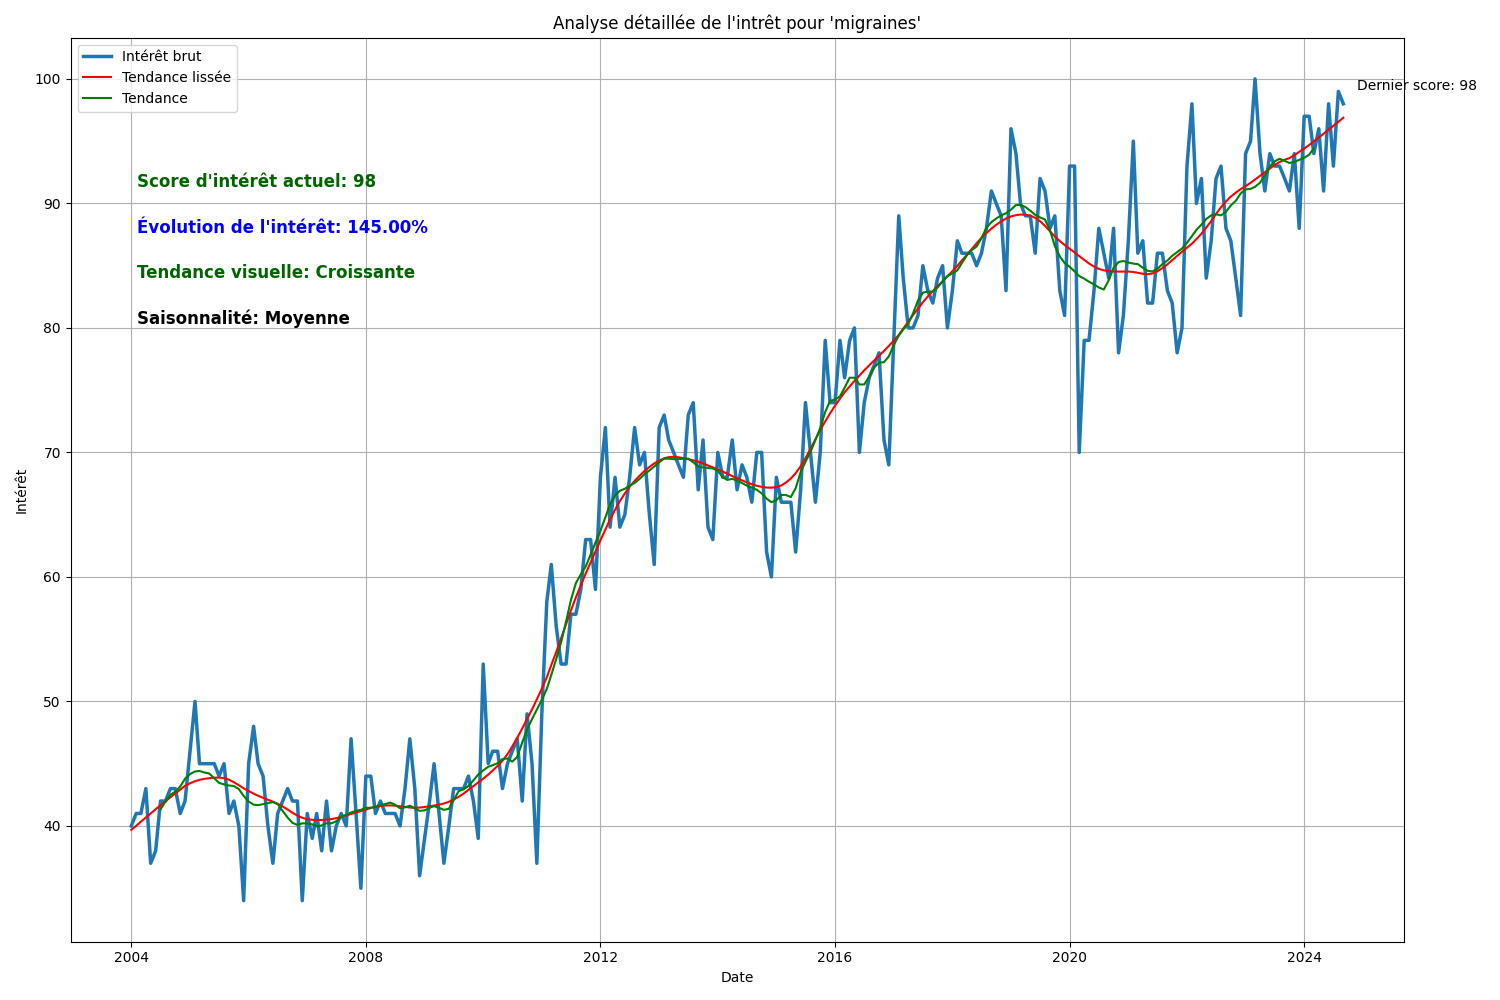 Analyse détaillée de l'intrêt pour 'migraines'
Intérêt brut
Tendance lissée
Tendance
Dernier score: 98
Score d'intérêt actuel: 98
Évolution de l'intérêt: 145.00%
Tendance visuelle: Croissante
Saisonnalité: Moyenne
100
90
80
70
60
50
40
Intérêt
2004
2008
2012
2016
2020
2024
Date